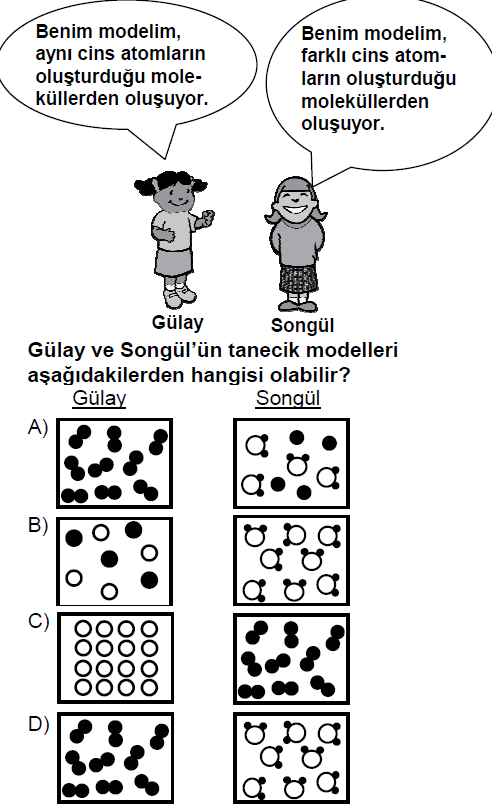 Benim modelim,
aynı cins atomların
oluşturduğu mole-
küllerden oluşuyor.
Benim modelim,
farklı cins atom-
ların oluşturduğu
moleküllerden
oluşuyor.
Gülay
Songül
Gülay ve Songül’ün tanecik modelleri
aşağıdakilerden hangisi olabilir?
Gülay Songül
A)
B)
C)
D)